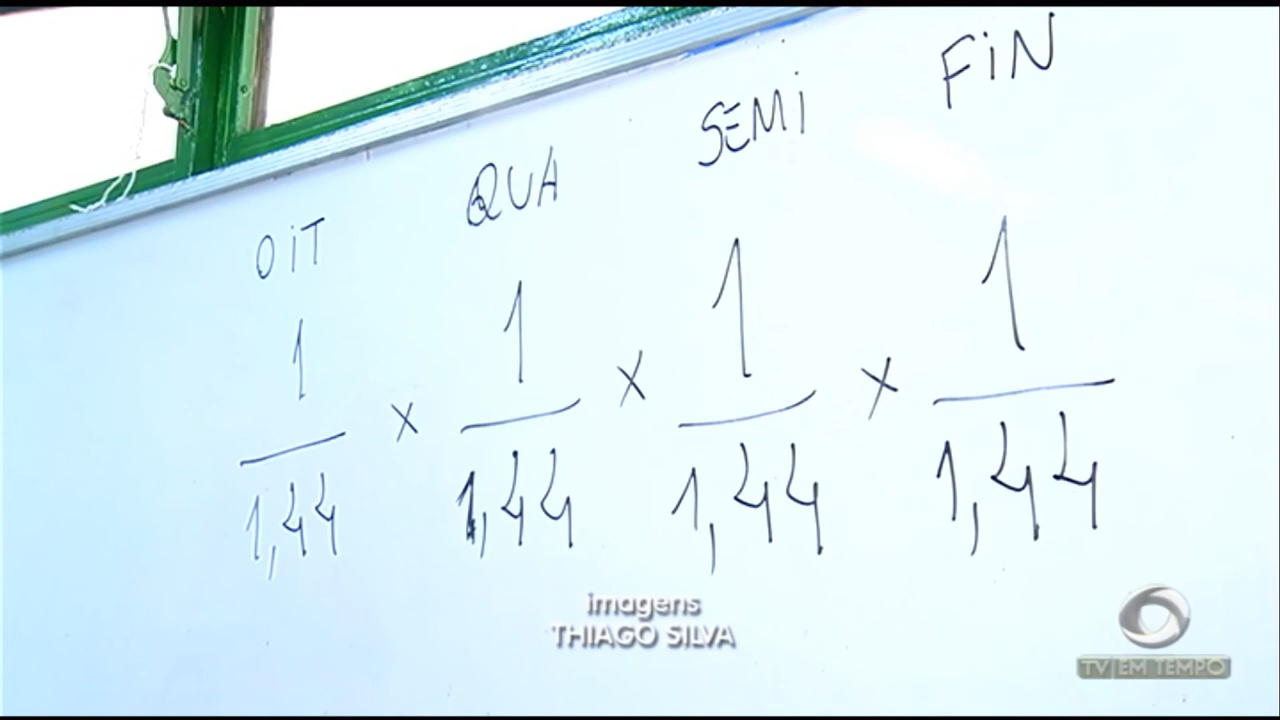 OiT QUA SEMi FiN
1 1 1 1
x x x
1,44 1,44 1,44 1,44
imagens
THIAGO SILVA
TV EM TEMPO